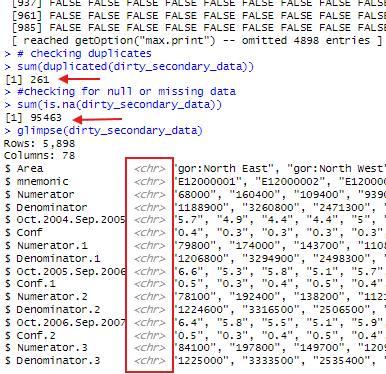 [937] FALSE FALSE FALSE FALSE FALSE FALSE FALSE
[961] FALSE FALSE FALSE FALSE FALSE FALSE FALSE
[985] FALSE FALSE FALSE FALSE FALSE FALSE FALSE
[ reached getOption("max.print") -- omitted 4898 entries ]
> # checking duplicates
> sum(duplicated(dirty_secondary_data))
[1] 261
> #checking for null or missing data
> sum(is.na(dirty_secondary_data))
[1] 95463
> glimpse(dirty_secondary_data)
Rows: 5,898
Columns: 78
$ Area <chr> "gor:North East", "gor:North West"
$ mnemonic <chr> "E12000001", "E12000002", "E120000
$ Numerator <chr> "68000", "160400", "109400", "9390
$ Denominator <chr> "1188900", "3260800", "2471300",
$ Oct.2004.Sep.2005 <chr> "5.7", "4.9", "4.4", "4.4", "5",
$ Conf <chr> "0.4", "0.3", "0.3", "0.3", "0.3"
$ Numerator.1 <chr> "79800", "174000", "143700", "1108
$ Denominator.1 <chr> "1206800", "3294900", "2498300",
$ Oct.2005.Sep.2006 <chr> "6.6", "5.3", "5.8", "5.1", "5.7"
$ Conf.1 <chr> "0.5", "0.3", "0.4", "0.5", "0.4"
$ Numerator.2 <chr> "78100", "192400", "138200", "1121
$ Denominator.2 <chr> "1224600", "3316500", "2506500",
$ Oct.2006.Sep.2007 <chr> "6.4", "5.8", "5.5", "5.1", "5.9"
$ Conf.2 <chr> "0.5", "0.3", "0.4", "0.5", "0.4"
$ Numerator.3 <chr> "84100", "197800", "149700", "1209
$ Denominator.3 <chr> "1225000", "3333500", "2535400",